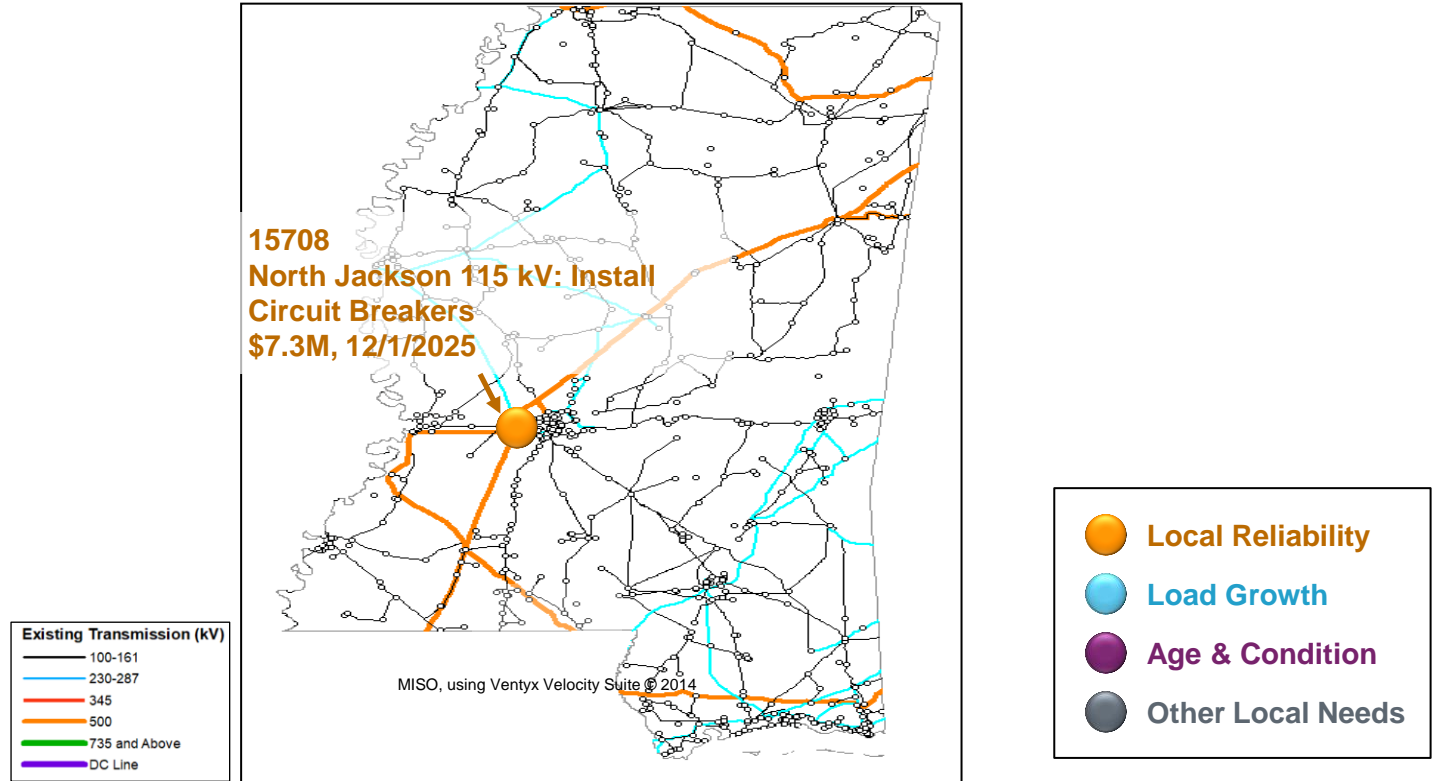 15708
North Jackson 115 kV: Install
Circuit Breakers
$7.3M, 12/1/2025
Existing Transmission (kV)
100-161
230-287
345
500
735 and Above
DC Line
MISO, using Ventyx Velocity Suite © 2014
Local Reliability
Load Growth
Age & Condition
Other Local Needs